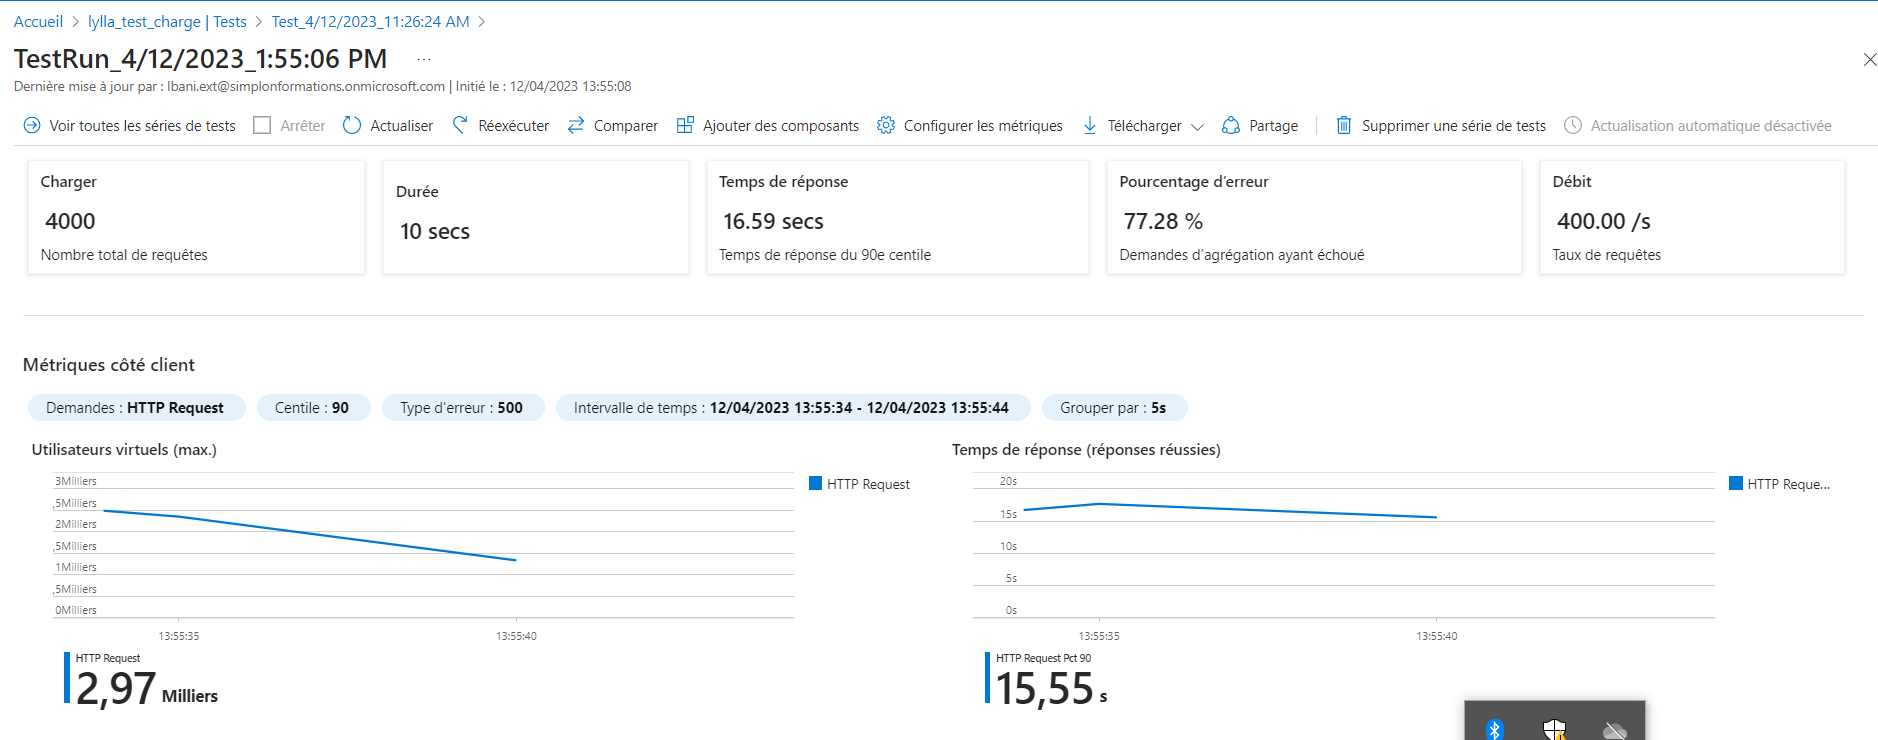 Accueil > lylla_test_charge | Tests > Test_4/12/2023_11:26:24 AM >
TestRun_4/12/2023_1:55:06 PM ...
Dernière mise à jour par : lbani.ext@simplonformations.onmicrosoft.com | Initié le : 12/04/2023 13:55:08
Voir toutes les séries de tests Arrêter Actualiser Réexécuter Comparer Ajouter des composants Configurer les métriques Télécharger Partage Supprimer une série de tests Actualisation automatique désactivée
Charger
4000
Nombre total de requêtes
Durée
10 secs
Temps de réponse
16.59 secs
Temps de réponse du 90e centile
Pourcentage d’erreur
77.28 %
Demandes d’agrégation ayant échoué
Débit
400.00 /s
Taux de requêtes
Métriques côté client
Demandes : HTTP Request Centile : 90 Type d'erreur : 500 Intervalle de temps : 12/04/2023 13:55:34 - 12/04/2023 13:55:44 Grouper par : 5s
Utilisateurs virtuels (max.)
3Milliers
,5Milliers
2Milliers
,5Milliers
1Milliers
,5Milliers
0Milliers
13:55:35 13:55:40
HTTP Request
HTTP Request
2,97 Milliers
Temps de réponse (réponses réussies)
20s
15s
10s
5s
0s
13:55:35 13:55:40
HTTP Reque...
HTTP Request Pct 90
15,55 s